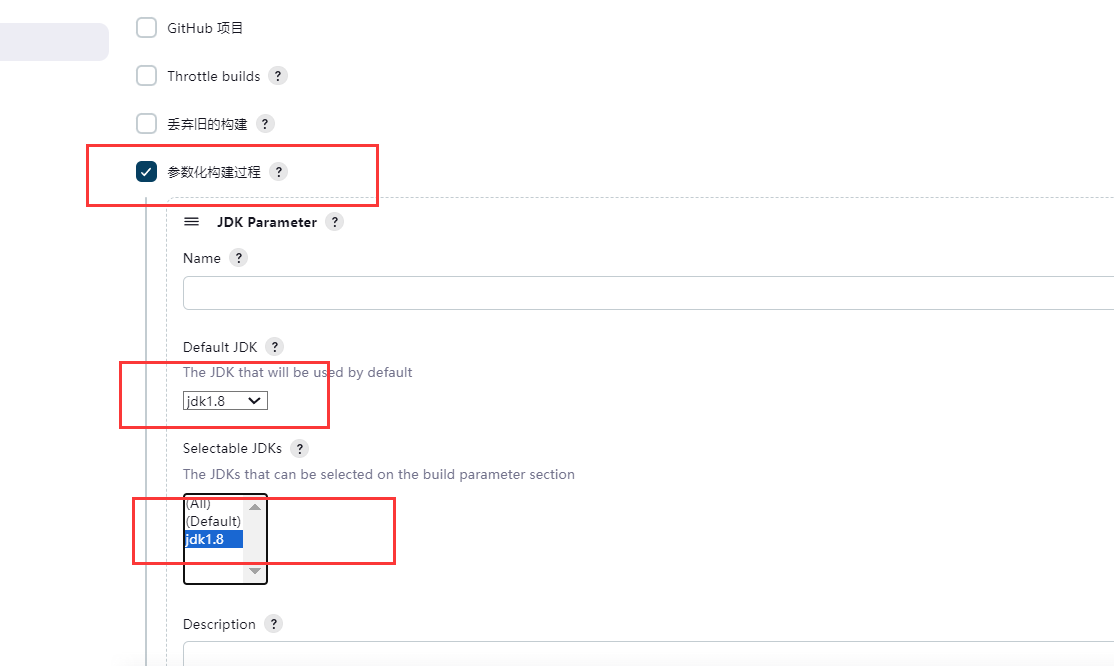 GitHub 项目
Throttle builds ?
丢弃旧的构建 ?
参数化构建过程 ?
JDK Parameter ?
Name ?
Default JDK ?
The JDK that will be used by default
jdk1.8
Selectable JDKs ?
The JDKs that can be selected on the build parameter section
(All)
(Default)
jdk1.8
Description ?